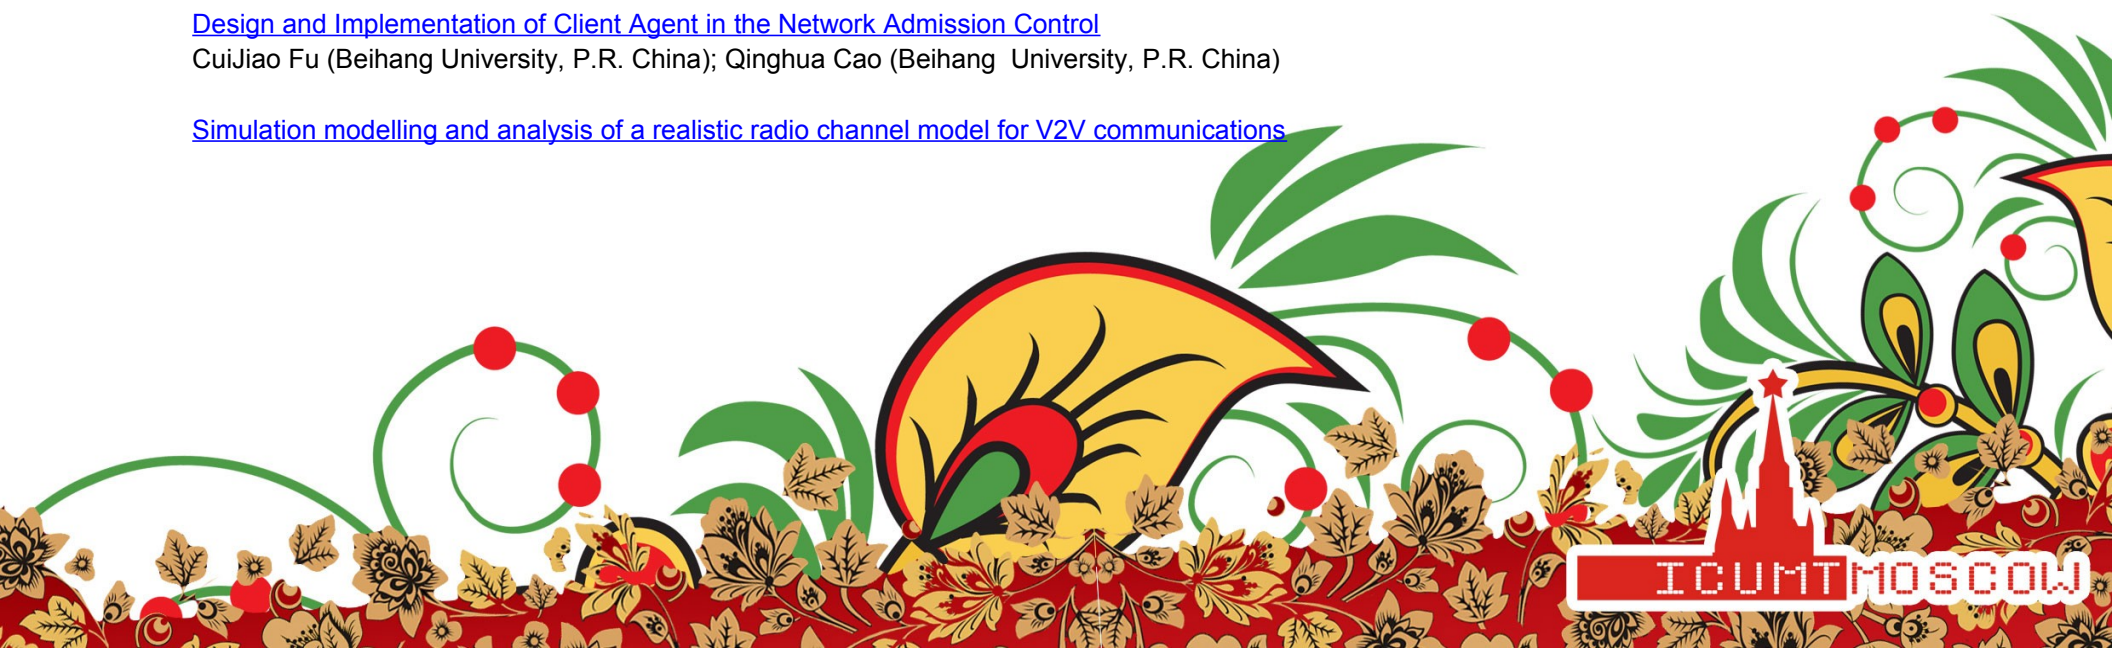 Design and Implementation of Client Agent in the Network Admission Control
CuiJiao Fu (Beihang University, P.R. China); Qinghua Cao (Beihang  University, P.R. China)
Simulation modelling and analysis of a realistic radio channel model for V2V communications
ICUMT MOSCOW